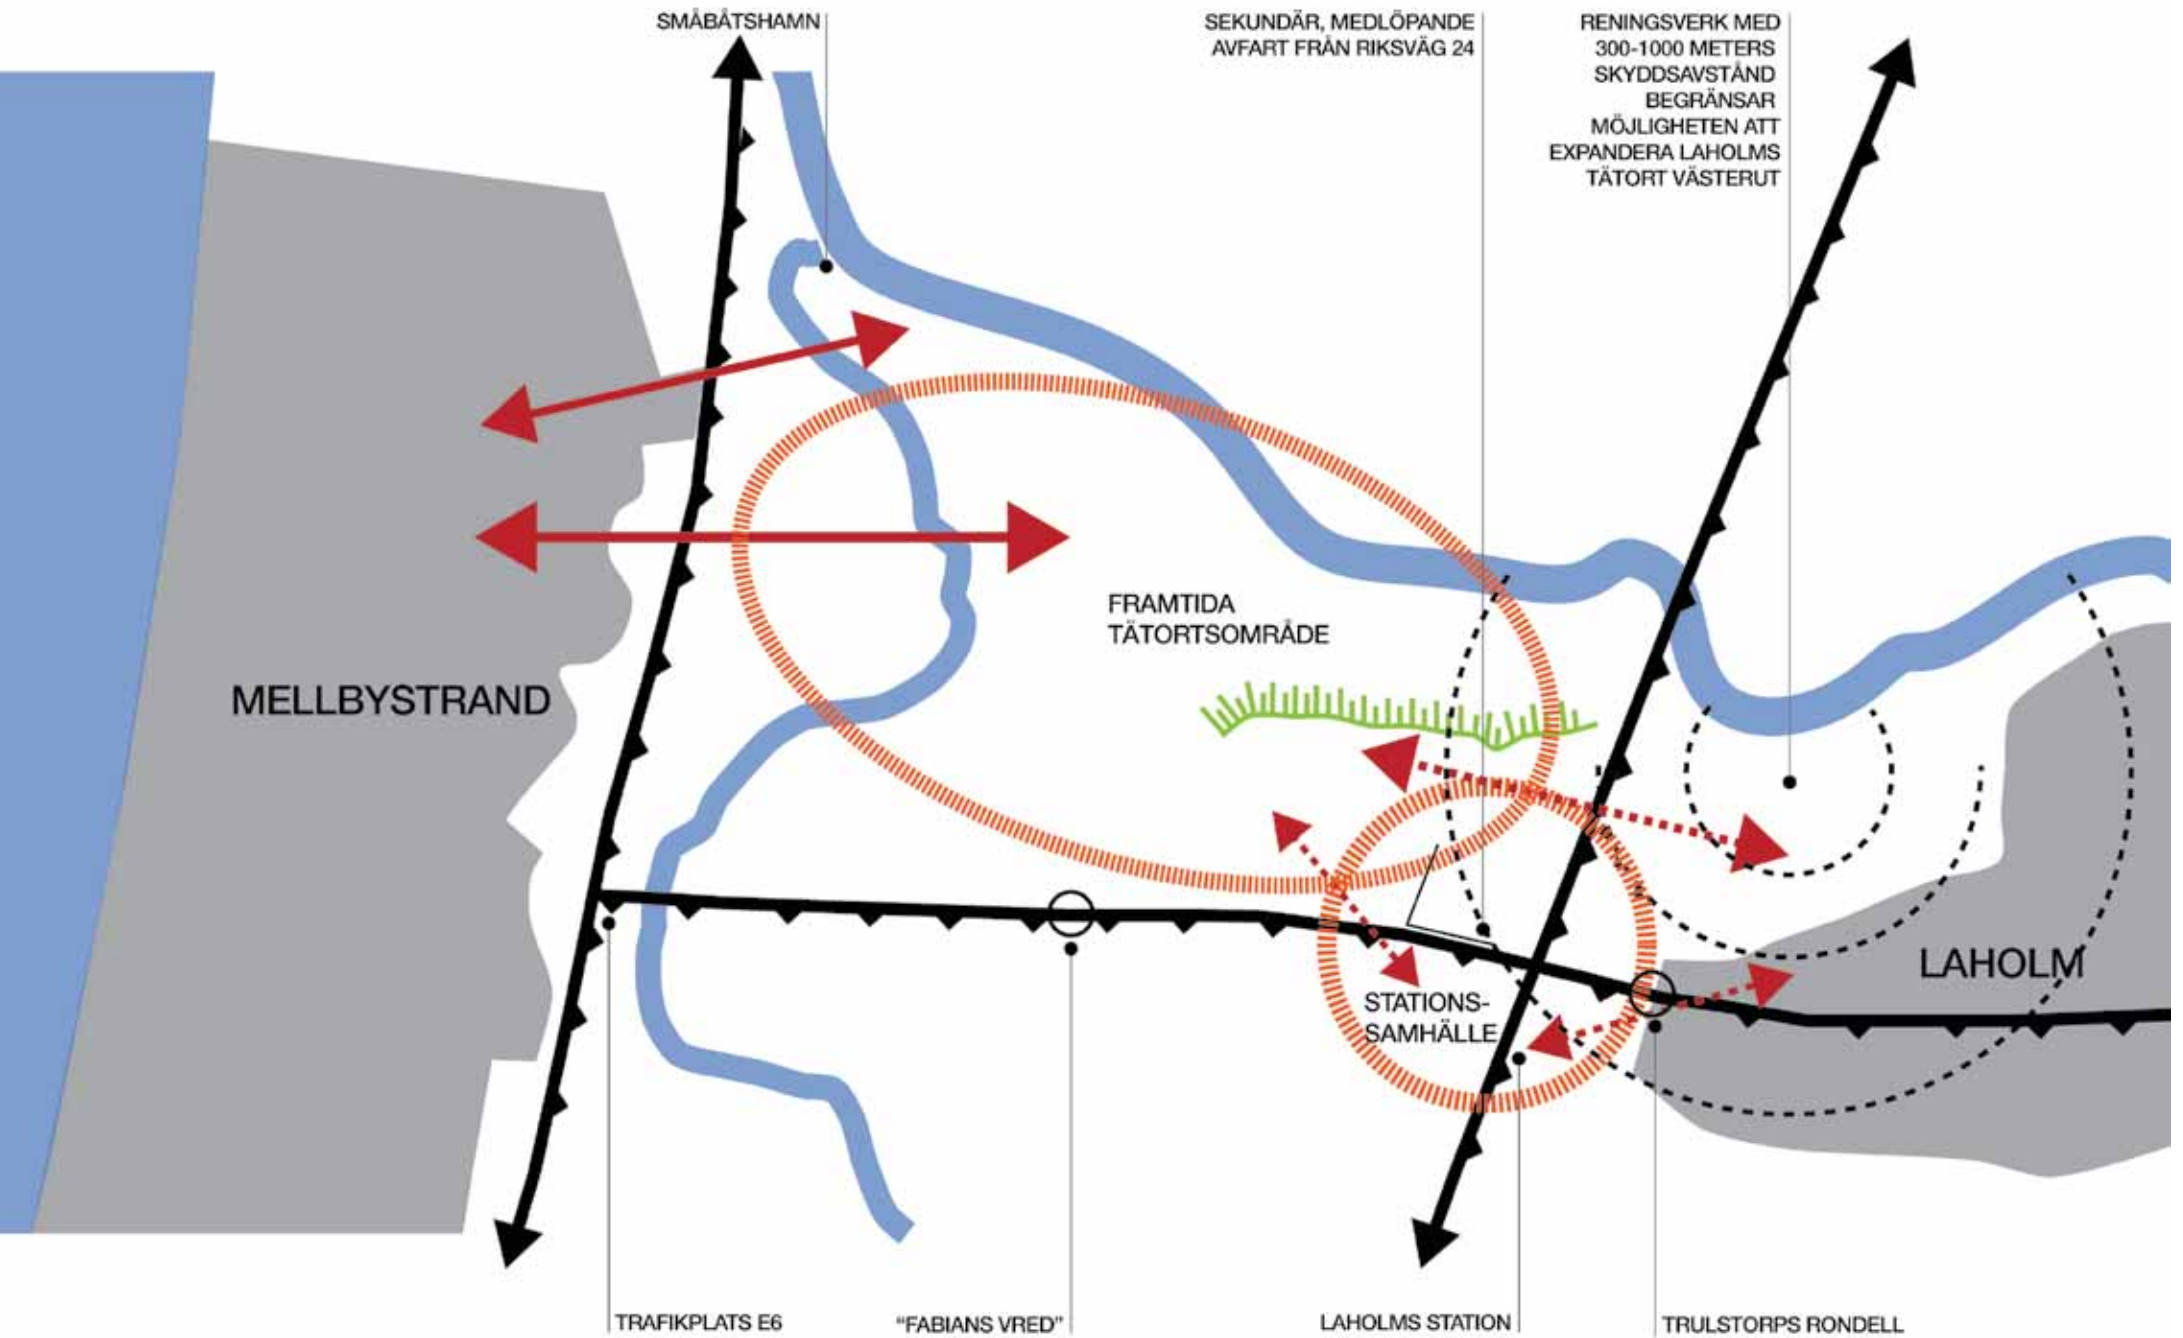 SMÅBÅTSHAMN
SEKUNDÄR, MEDLÖPANDE
AVFART FRÅN RIKSVÄG 24
RENINGSVERK MED
300-1000 METERS
SKYDDSAVSTÅND
BEGRÄNSAR
MÖJLIGHETEN ATT
EXPANDERA LAHOLMS
TÄTORT VÄSTERUT
FRAMTIDA
TÄTORTSOMRÅDE
MELLBYSTRAND
LAHOLM
STATIONS-
SAMHÄLLE
TRAFIKPLATS E6
“FABIANS VRED”
LAHOLMS STATION
TRULSTORPS RONDELL